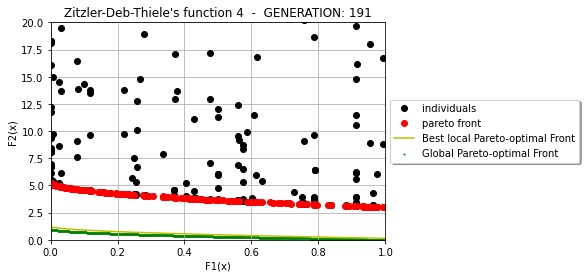 Zitzler-Deb-Thiele's function 4 - GENERATION: 191
20.0
17.5
15.0
12.5
10.0
7.5
5.0
2.5
0.0
F2(x)
0.0 0.2 0.4 0.6 0.8 1.0
F1(x)
individuals
pareto front
Best local Pareto-optimal Front
Global Pareto-optimal Front